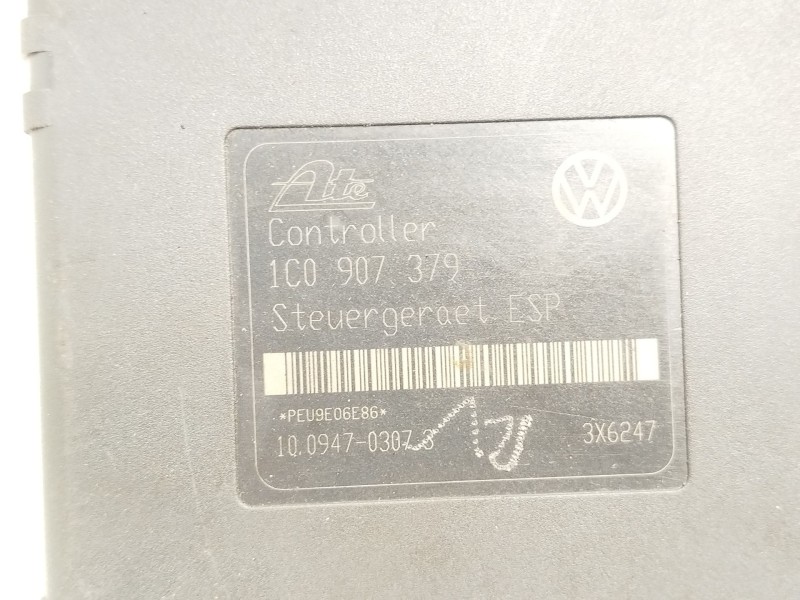 Ate
Controller
1C0 907 379
Steuergeraet ESP
*PEU9E06E86*
10.0947-0307.3
3X6247